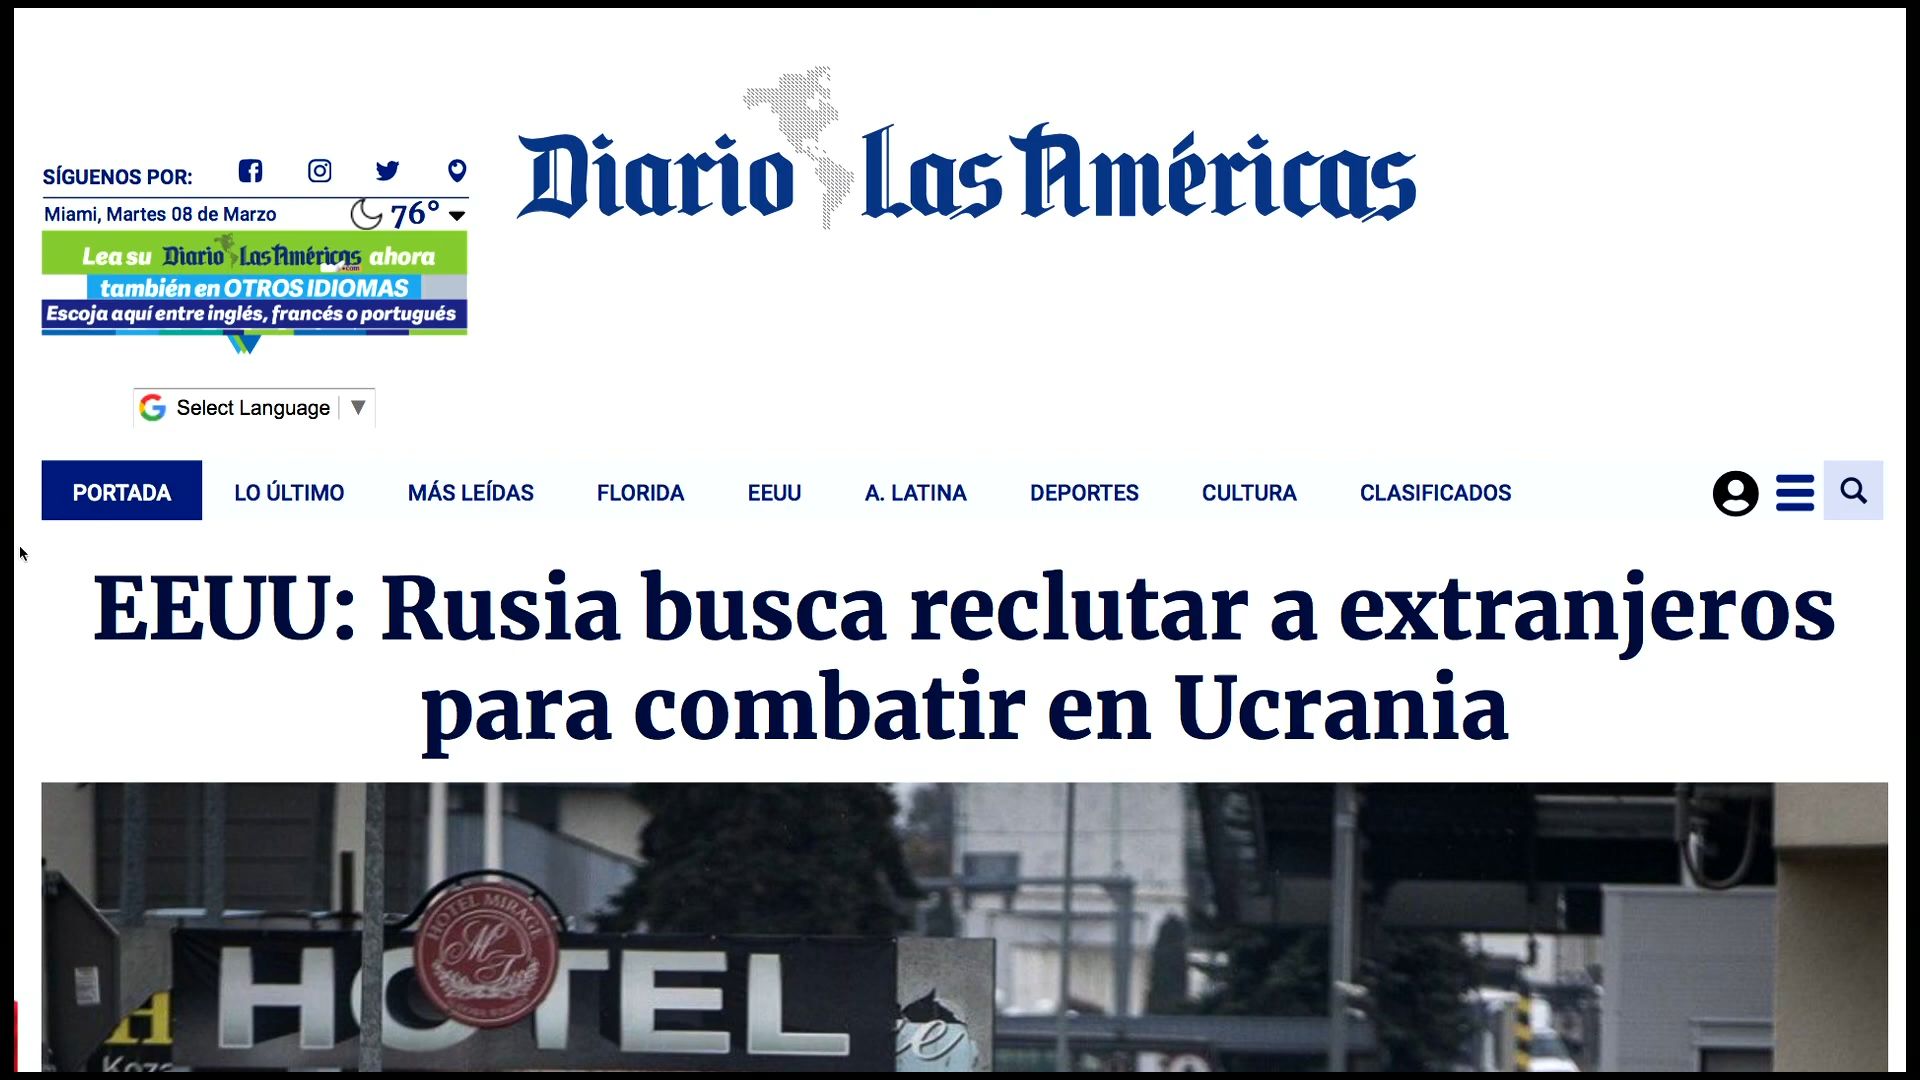 Diario Las Américas
SÍGUENOS POR:
Miami, Martes 08 de Marzo 76°
Lea su Diario Las Américas ahora
.com
también en OTROS IDIOMAS
Escoja aquí entre inglés, francés o portugués
Select Language ▼
PORTADA LO ÚLTIMO MÁS LEÍDAS FLORIDA EEUU A. LATINA DEPORTES CULTURA CLASIFICADOS
EEUU: Rusia busca reclutar a extranjeros
para combatir en Ucrania
HOTEL MIRAGE
HOTEL